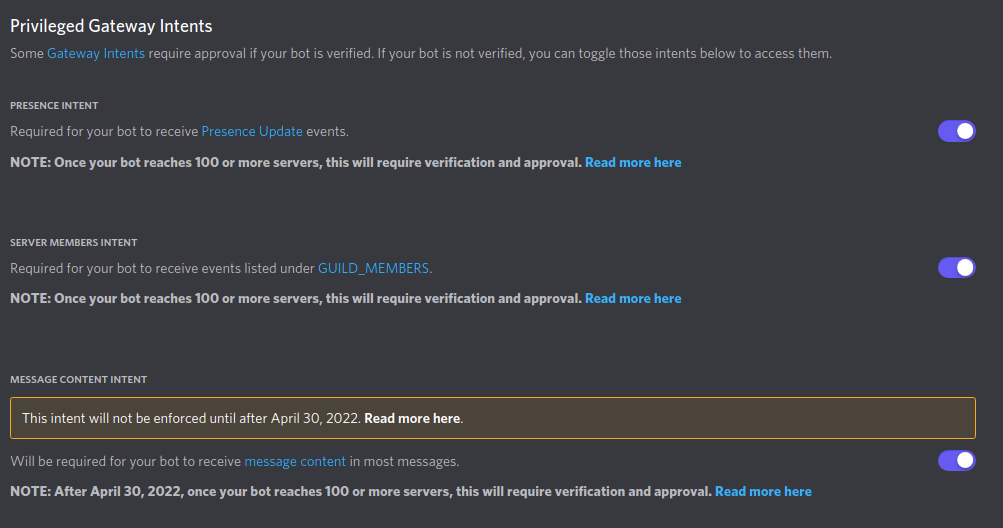 Privileged Gateway Intents
Some Gateway Intents require approval if your bot is verified. If your bot is not verified, you can toggle those intents below to access them.
PRESENCE INTENT
Required for your bot to receive Presence Update events.
NOTE: Once your bot reaches 100 or more servers, this will require verification and approval. Read more here
SERVER MEMBERS INTENT
Required for your bot to receive events listed under GUILD_MEMBERS.
NOTE: Once your bot reaches 100 or more servers, this will require verification and approval. Read more here
MESSAGE CONTENT INTENT
This intent will not be enforced until after April 30, 2022. Read more here.
Will be required for your bot to receive message content in most messages.
NOTE: After April 30, 2022, once your bot reaches 100 or more servers, this will require verification and approval. Read more here